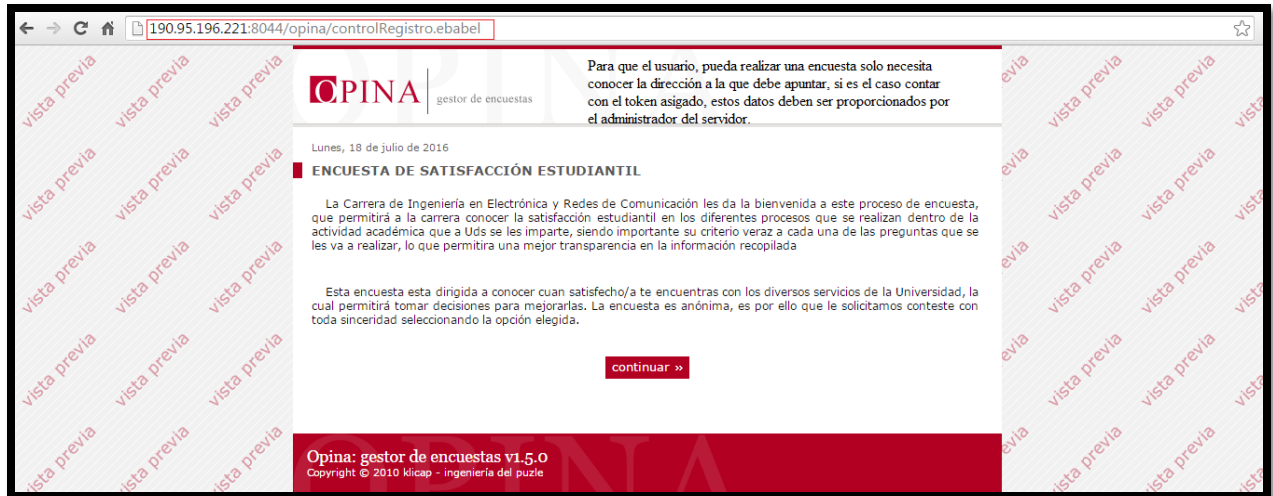 190.95.196.221:8044/opina/controlRegistro.ebabel
OPINA gestor de encuestas
Para que el usuario, pueda realizar una encuesta solo necesita
conocer la dirección a la que debe apuntar, si es el caso contar
con el token asigado, estos datos deben ser proporcionados por
el administrador del servidor.
Lunes, 18 de julio de 2016
ENCUESTA DE SATISFACCIÓN ESTUDIANTIL
La Carrera de Ingeniería en Electrónica y Redes de Comunicación les da la bienvenida a este proceso de encuesta,
que permitirá a la carrera conocer la satisfacción estudiantil en los diferentes procesos que se realizan dentro de la
actividad académica que a Uds se les imparte, siendo importante su criterio veraz a cada una de las preguntas que se
les va a realizar, lo que permitira una mejor transparencia en la información recopilada
Esta encuesta esta dirigida a conocer cuan satisfecho/a te encuentras con los diversos servicios de la Universidad, la
cual permitirá tomar decisiones para mejorarlas. La encuesta es anónima, es por ello que le solicitamos conteste con
toda sinceridad seleccionando la opción elegida.
continuar »
Opina: gestor de encuestas v1.5.0
Copyright © 2010 klicap - ingeniería del puzle
vista previa